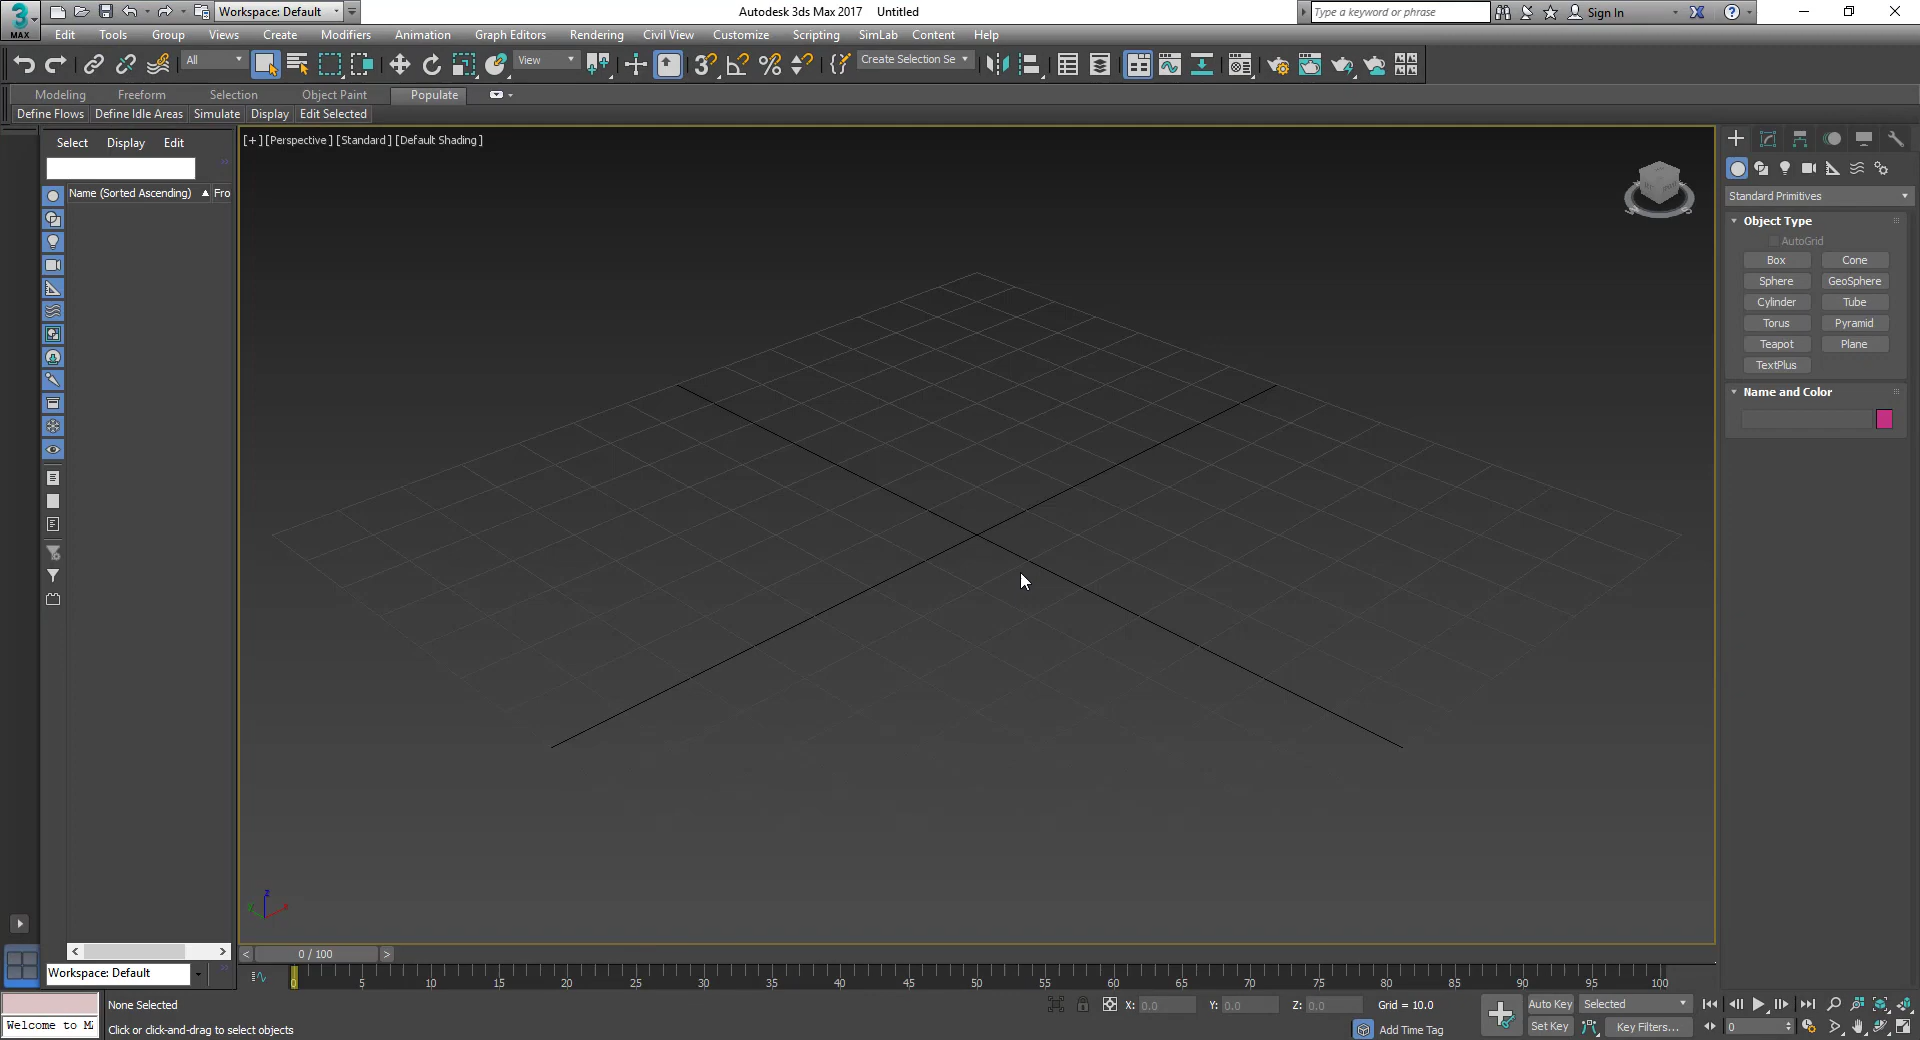 Workspace: Default
Autodesk 3ds Max 2017 Untitled
Type a keyword or phrase
Sign In
MAX
Edit Tools Group Views Create Modifiers Animation Graph Editors Rendering Civil View Customize Scripting SimLab Content Help
All
View
Create Selection Se
Modeling Freeform Selection Object Paint Populate
Define Flows Define Idle Areas Simulate Display Edit Selected
Select Display Edit
[+] [Perspective] [Standard] [Default Shading]
Name (Sorted Ascending) Fro
Standard Primitives
Object Type
AutoGrid
Box Cone
Sphere GeoSphere
Cylinder Tube
Torus Pyramid
Teapot Plane
TextPlus
Name and Color
z
x
y
0 / 100
Workspace: Default
0 5 10 15 20 25 30 35 40 45 50 55 60 65 70 75 80 85 90 95 100
None Selected
X: 0.0 Y: 0.0 Z: 0.0 Grid = 10.0
Auto Key Selected
Welcome to M
Click or click-and-drag to select objects
Add Time Tag
Set Key Key Filters...
0